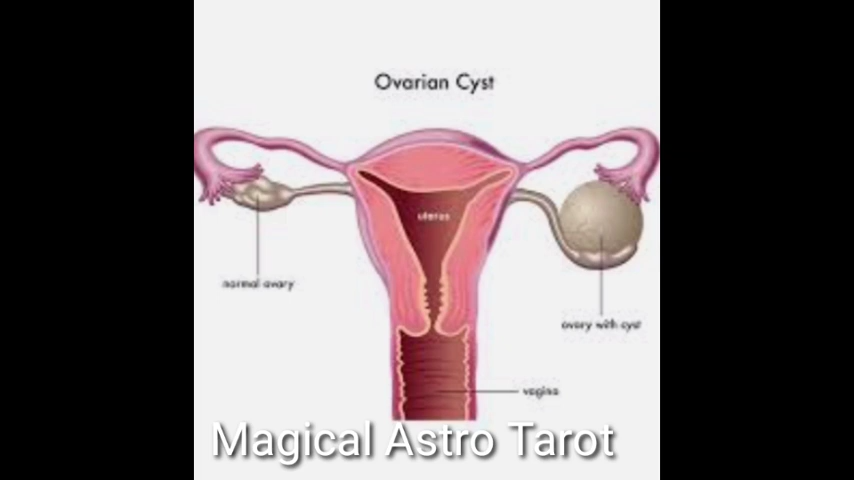 Ovarian Cyst
uterus
normal ovary
ovary with cyst
vagina
Magical Astro Tarot